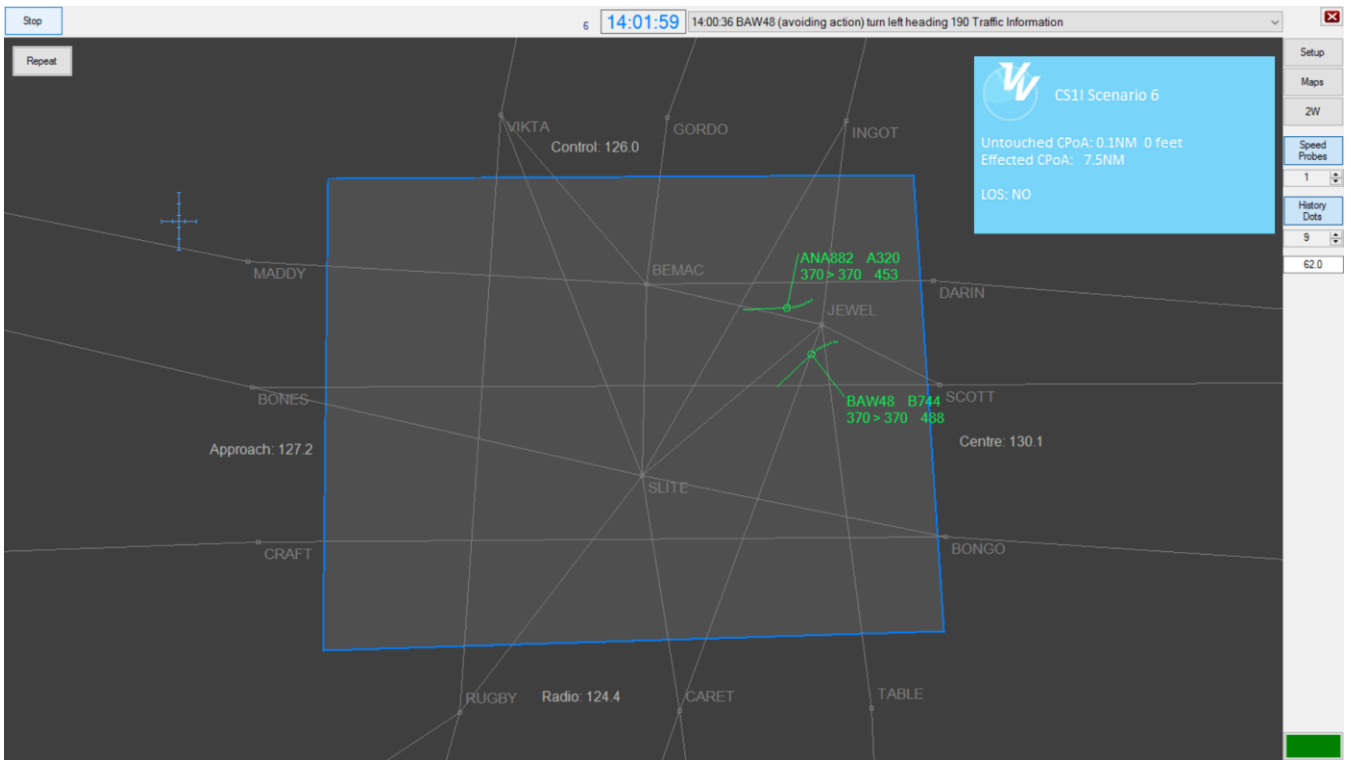 Stop
6
14:01:59
14:00:36 BAW48 (avoiding action) turn left heading 190 Traffic Information
Repeat
Setup
Maps
2W
Speed
Probes
1
History
Dots
9
62.0
VV
CS1I Scenario 6
Untouched CPoA: 0.1NM 0 feet
Effected CPoA: 7.5NM
LOS: NO
VIKTA
GORDO
INGOT
Control: 126.0
MADDY
BEMAC
ANA882 A320
370 > 370 453
DARIN
JEWEL
BONES
BAW48 B744
370 > 370 488
SCOTT
Approach: 127.2
Centre: 130.1
SLITE
CRAFT
BONGO
RUGBY
Radio: 124.4
CARET
TABLE